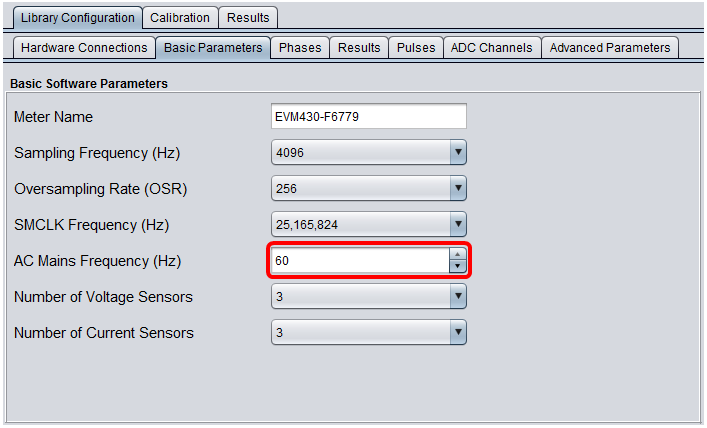 Library Configuration Calibration Results
Hardware Connections Basic Parameters Phases Results Pulses ADC Channels Advanced Parameters
Basic Software Parameters
Meter Name EVM430-F6779
Sampling Frequency (Hz) 4096
Oversampling Rate (OSR) 256
SMCLK Frequency (Hz) 25,165,824
AC Mains Frequency (Hz) 60
Number of Voltage Sensors 3
Number of Current Sensors 3